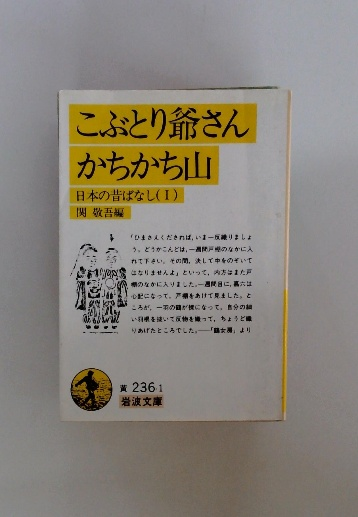 こぶとり爺さん
かちかち山
日本の昔ばなし(I)
関 敬吾編
「ひまさえくだされば,いま一反織りましょ
う.どうかこんどは,一週間戸棚のなかに入
れて下さい.その間,決して中をのぞいて
はなりませんよ」といって,内方はまた戸
棚のなかに入りました.一週間目に,嘉六は
心配になって,戸棚をあけて見ました.と
ころが,一羽の鶴が裸になって,自分の細
い羽根を抜いて反物を織って,ちょうど織
りあげたところでした.――「鶴女房」より
黄 236-1
岩波文庫